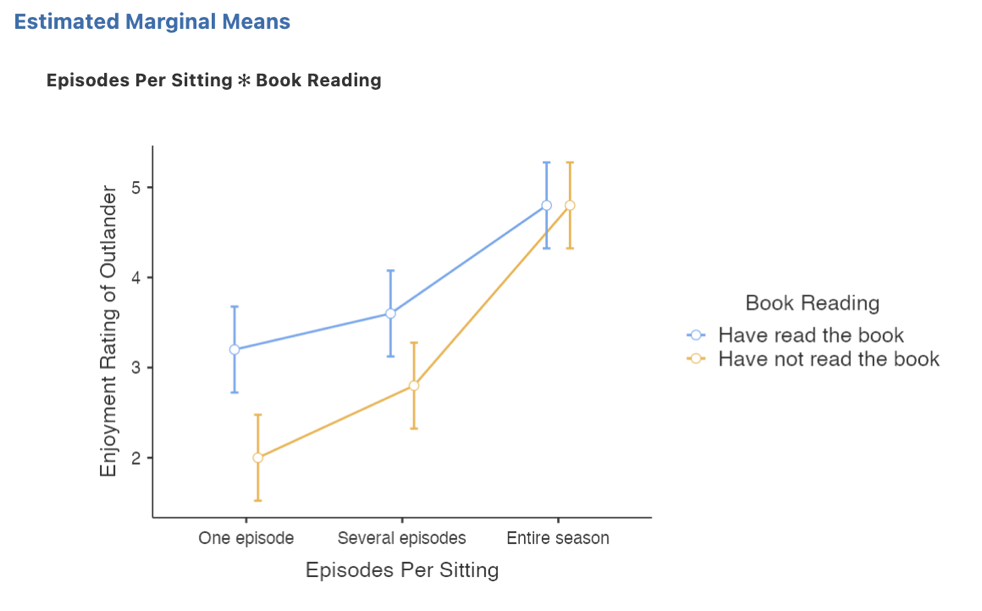 Estimated Marginal Means
Episodes Per Sitting ✻ Book Reading
5
4
3
2
Enjoyment Rating of Outlander
One episode Several episodes Entire season
Episodes Per Sitting
Book Reading
Have read the book
Have not read the book